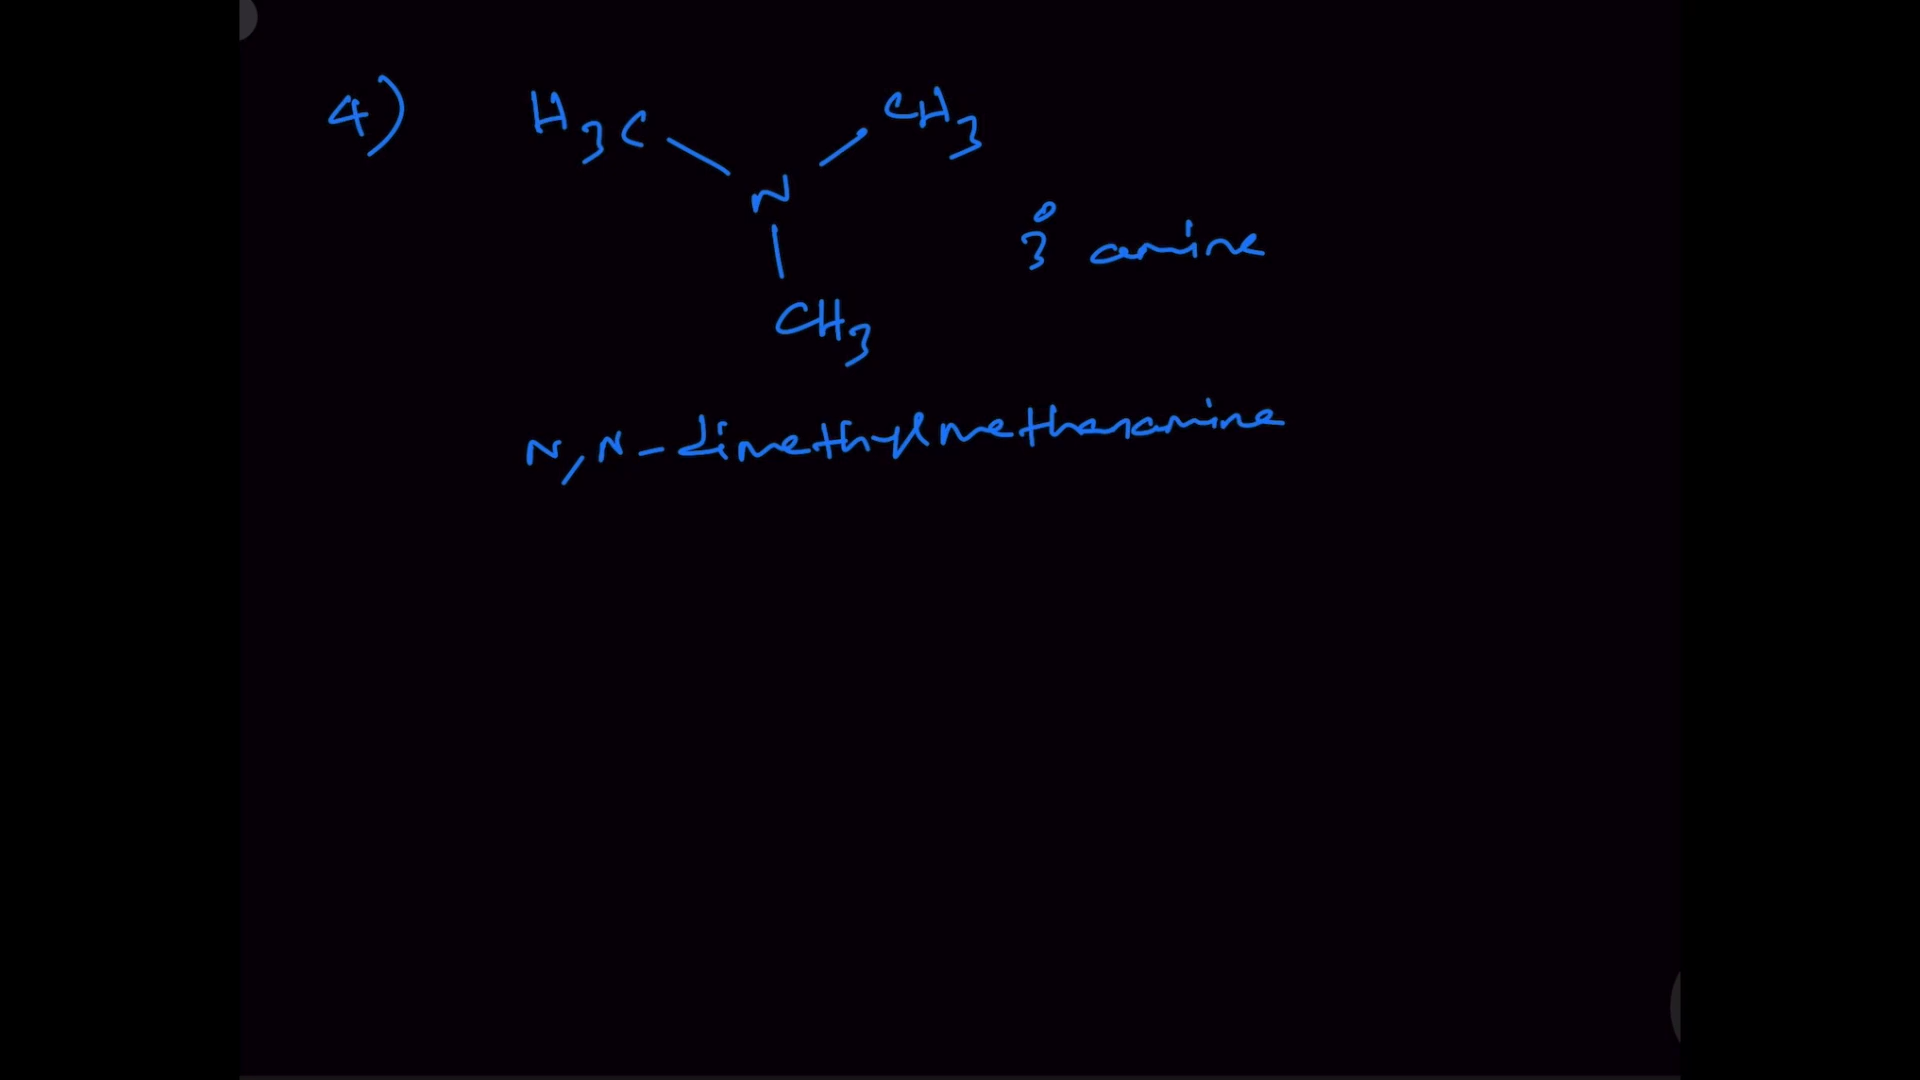 4)
H3C CH3
N
3° amine
CH3
N,N-dimethylmethanamine